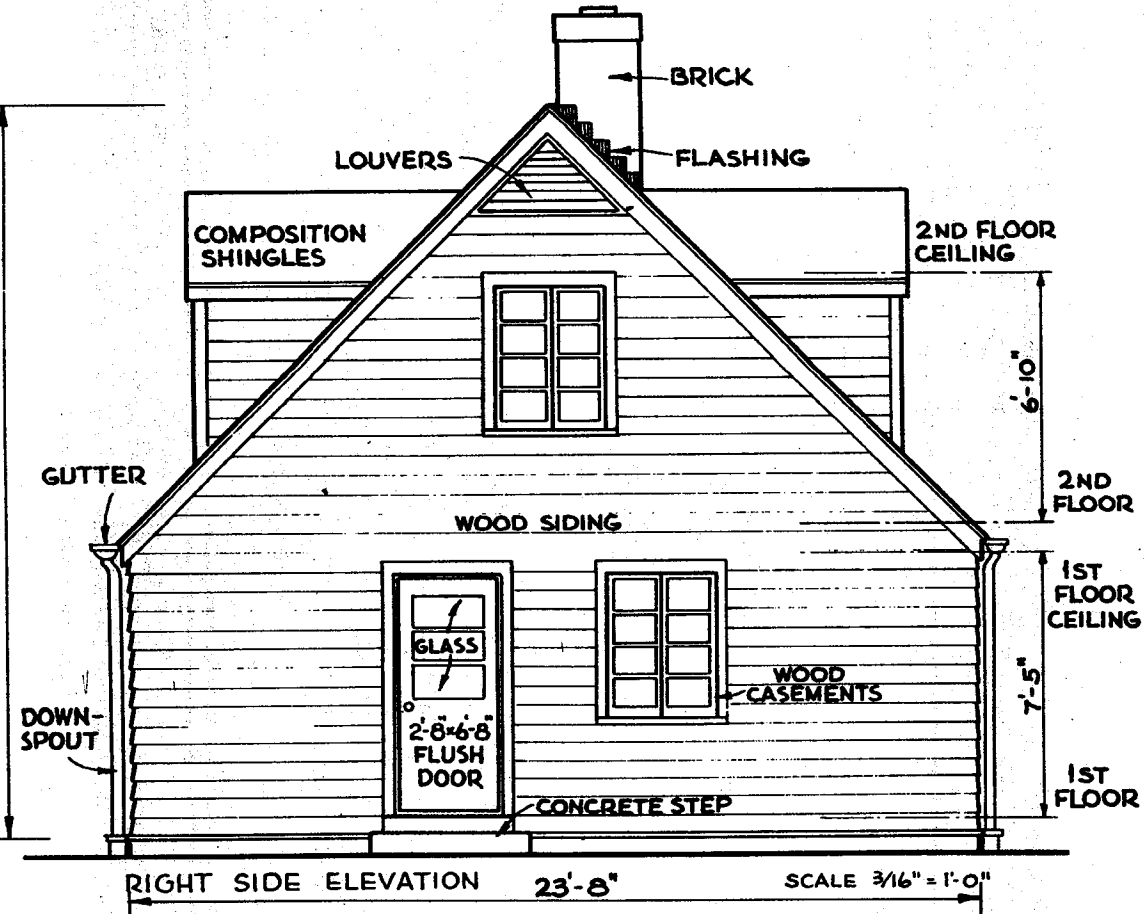 BRICK
LOUVERS
FLASHING
COMPOSITION
SHINGLES
2ND FLOOR
CEILING
6'-10"
GUTTER
2ND
FLOOR
WOOD SIDING
1ST
FLOOR
CEILING
GLASS
WOOD
CASEMENTS
7'-5"
DOWN-
SPOUT
2'-8"x6'-8"
FLUSH
DOOR
1ST
FLOOR
CONCRETE STEP
RIGHT SIDE ELEVATION
23'-8"
SCALE 3/16" = 1'-0"